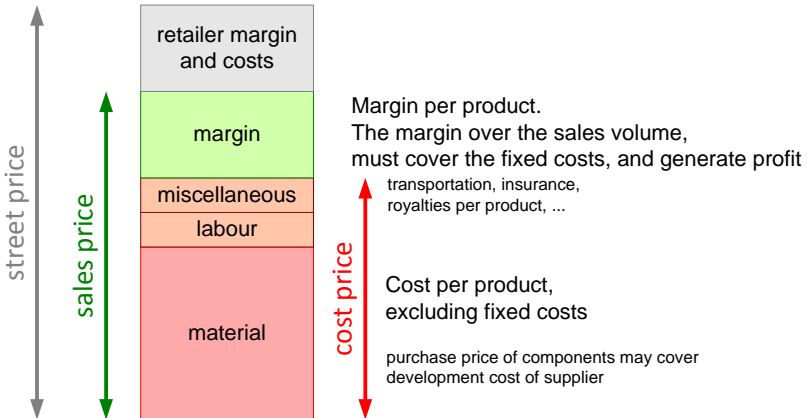 street price
sales price
retailer margin
and costs
margin
miscellaneous
labour
material
cost price
Margin per product.
The margin over the sales volume,
must cover the fixed costs, and generate profit
transportation, insurance,
royalties per product, ...
Cost per product,
excluding fixed costs
purchase price of components may cover
development cost of supplier